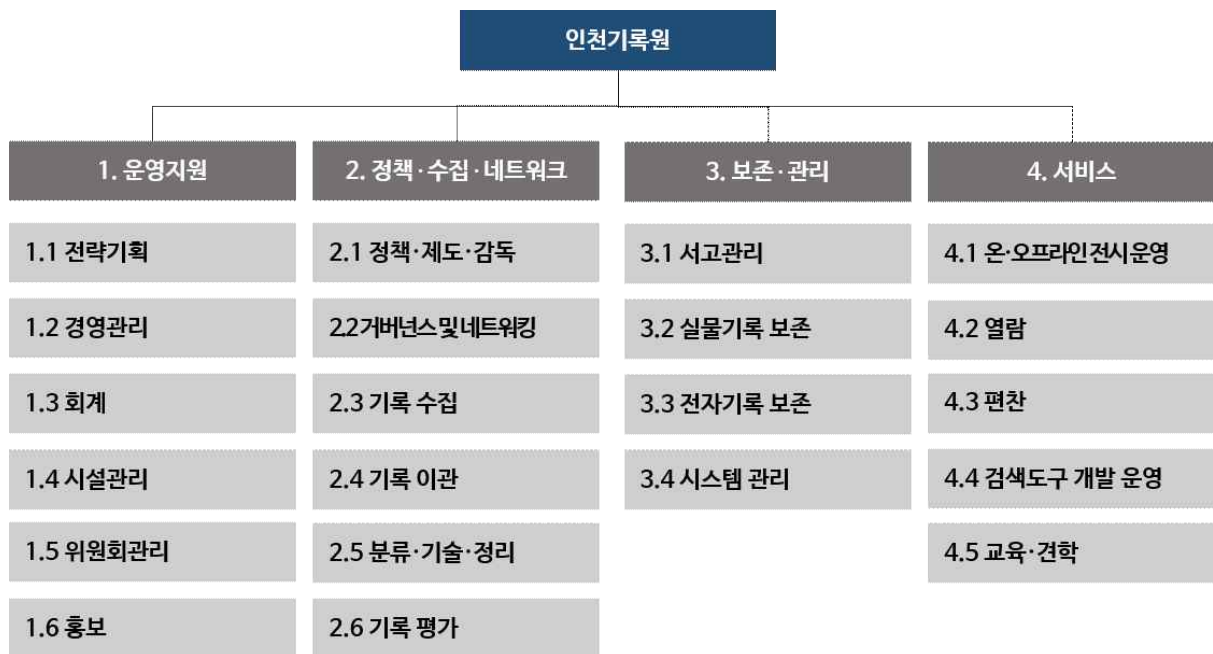 인천기록원
1. 운영지원
1.1 전략기획
1.2 경영관리
1.3 회계
1.4 시설관리
1.5 위원회관리
1.6 홍보
2. 정책·수집·네트워크
2.1 정책·제도·감독
2.2 거버넌스 및 네트워킹
2.3 기록 수집
2.4 기록 이관
2.5 분류·기술·정리
2.6 기록 평가
3. 보존·관리
3.1 서고관리
3.2 실물기록 보존
3.3 전자기록 보존
3.4 시스템 관리
4. 서비스
4.1 온·오프라인 전시 운영
4.2 열람
4.3 편찬
4.4 검색도구 개발 운영
4.5 교육·견학